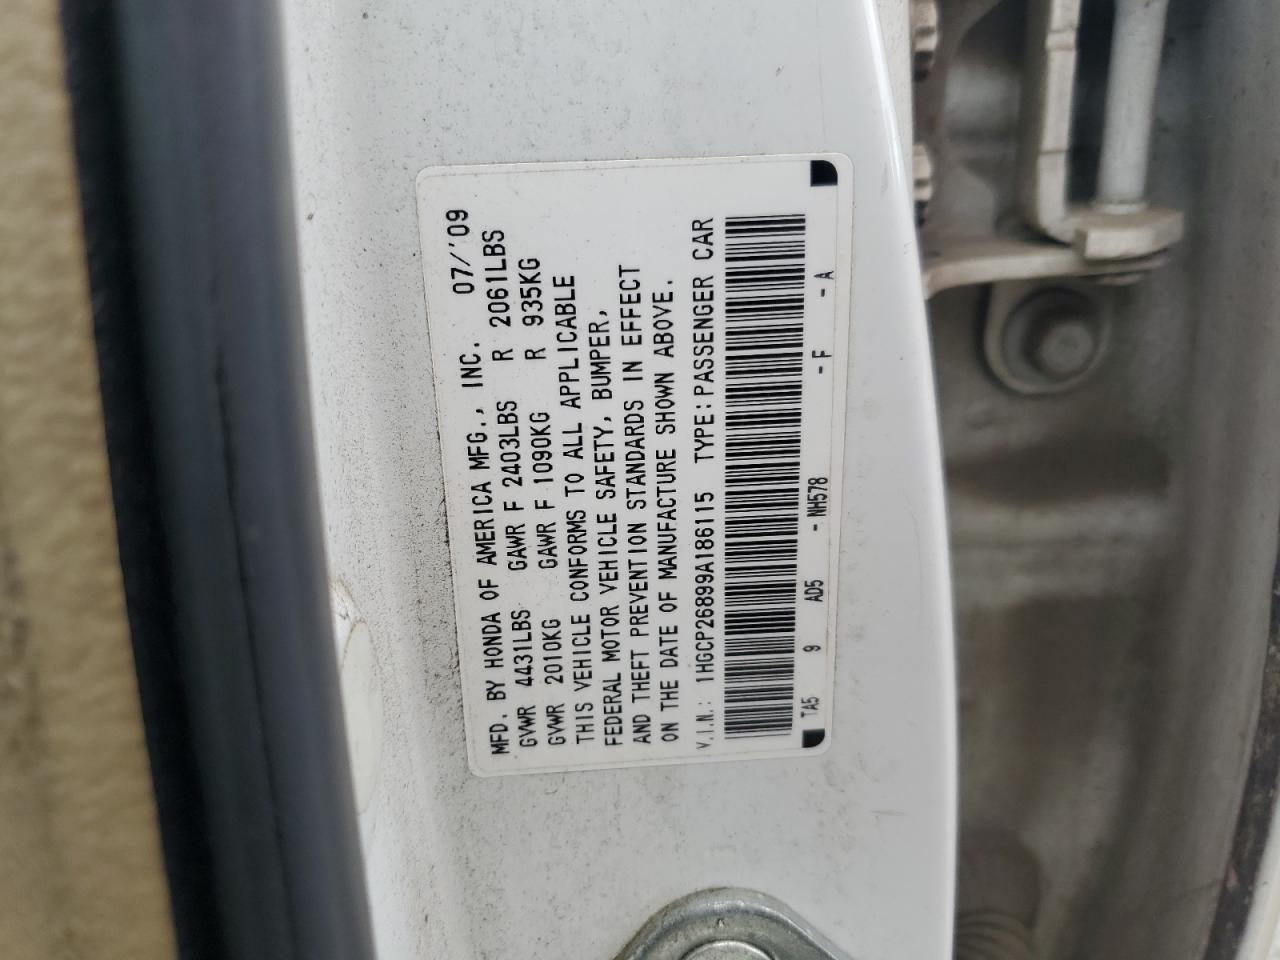 MFD. BY HONDA OF AMERICA MFG., INC. 07/'09
GVWR 4431LBS GAWR F 2403LBS R 2061LBS
GVWR 2010KG GAWR F 1090KG R 935KG
THIS VEHICLE CONFORMS TO ALL APPLICABLE
FEDERAL MOTOR VEHICLE SAFETY, BUMPER,
AND THEFT PREVENTION STANDARDS IN EFFECT
ON THE DATE OF MANUFACTURE SHOWN ABOVE.
V.I.N.: 1HGCP26899A186115 TYPE:PASSENGER CAR
TA5 9 AD5 - NH578 - F - A